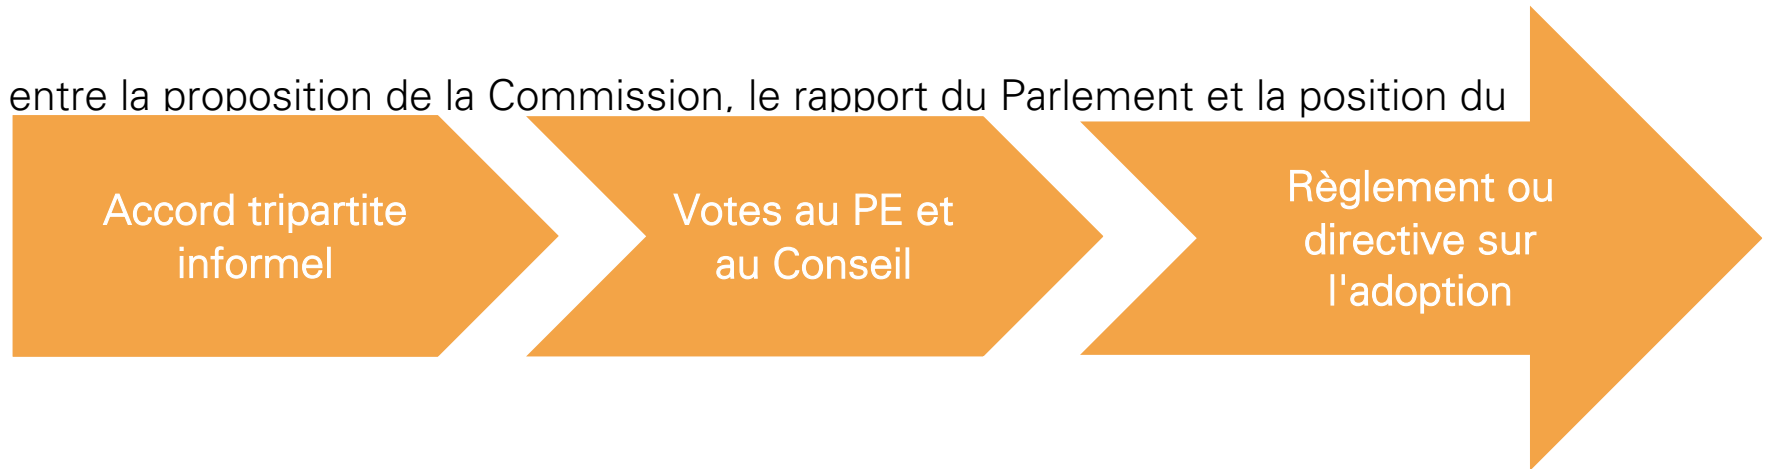 entre la proposition de la Commission, le rapport du Parlement et la position du
Accord tripartite
informel
Votes au PE et
au Conseil
Règlement ou
directive sur
l'adoption